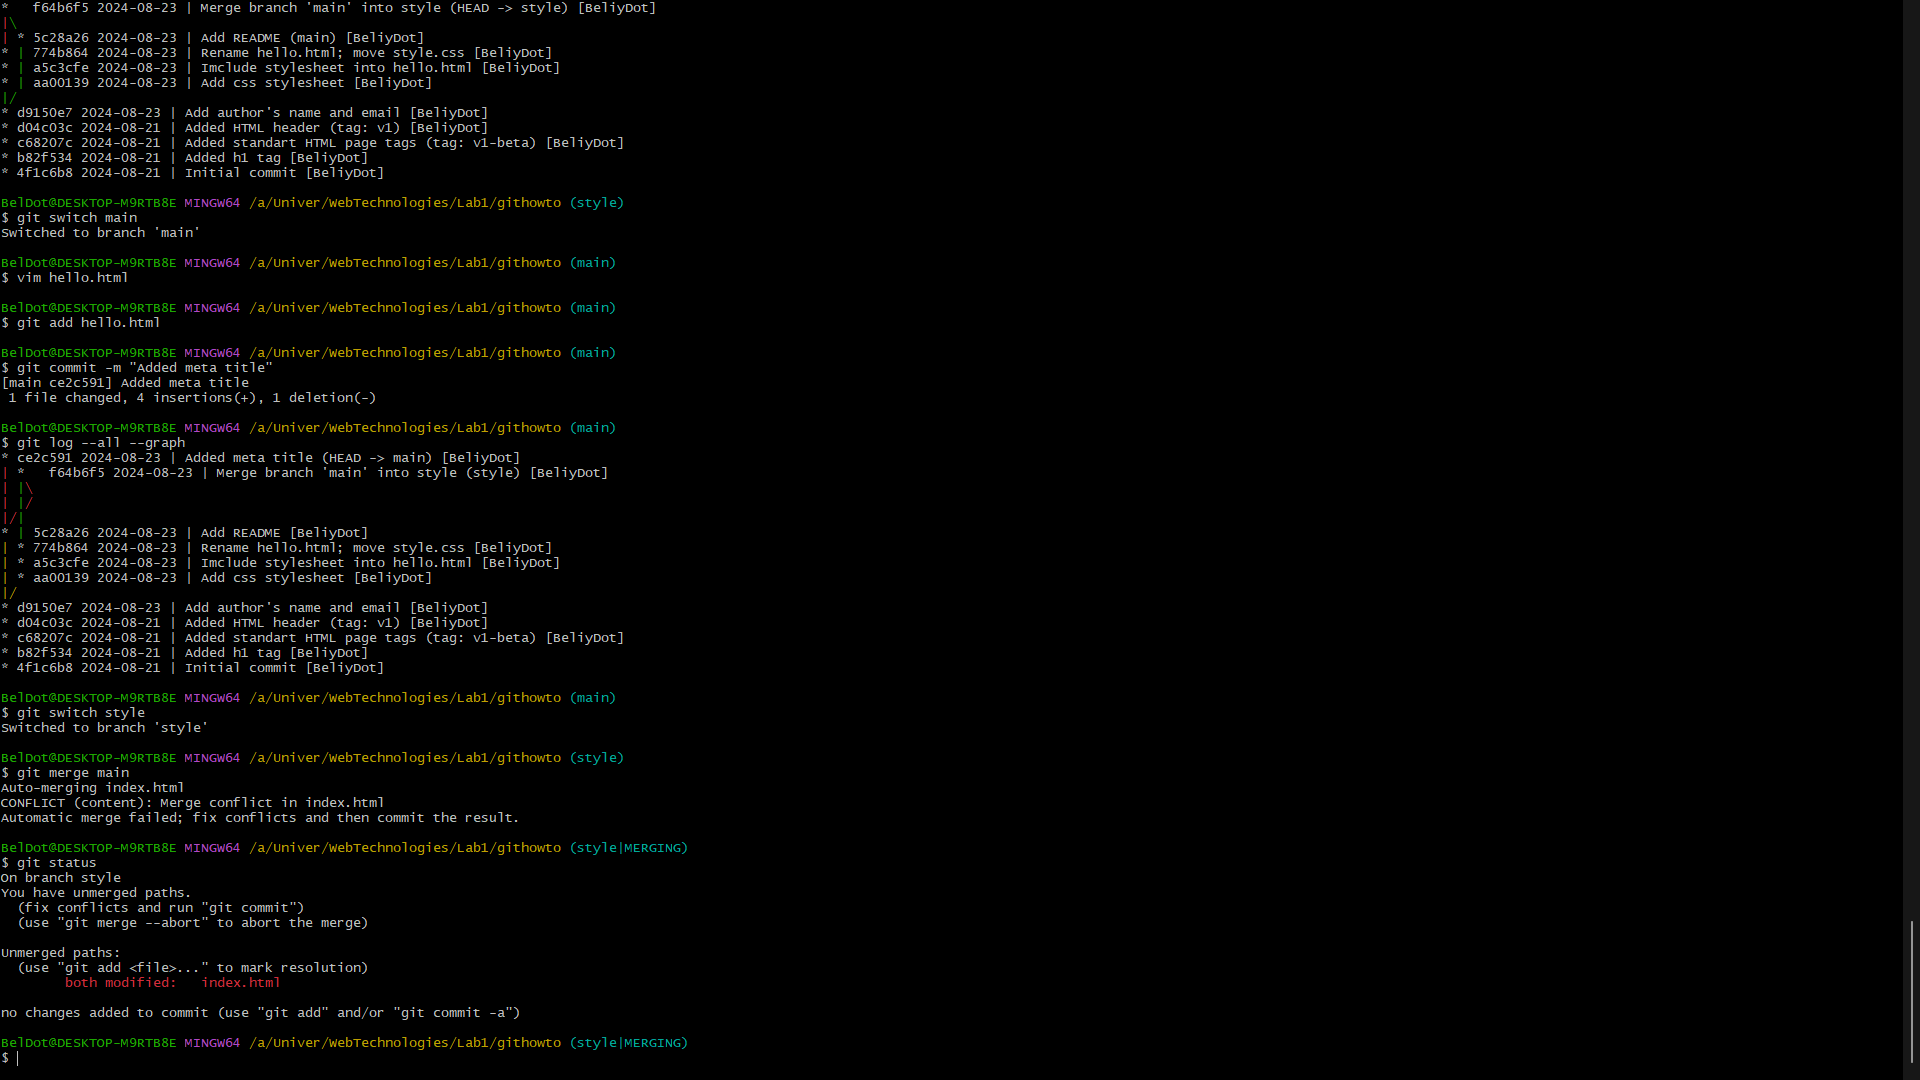 *   f64b6f5 2024-08-23 | Merge branch 'main' into style (HEAD -> style) [BeliyDot]
|\
| * 5c28a26 2024-08-23 | Add README (main) [BeliyDot]
* | 774b864 2024-08-23 | Rename hello.html; move style.css [BeliyDot]
* | a5c3cfe 2024-08-23 | Imclude stylesheet into hello.html [BeliyDot]
* | aa00139 2024-08-23 | Add css stylesheet [BeliyDot]
|/
* d9150e7 2024-08-23 | Add author's name and email [BeliyDot]
* d04c03c 2024-08-21 | Added HTML header (tag: v1) [BeliyDot]
* c68207c 2024-08-21 | Added standart HTML page tags (tag: v1-beta) [BeliyDot]
* b82f534 2024-08-21 | Added h1 tag [BeliyDot]
* 4f1c6b8 2024-08-21 | Initial commit [BeliyDot]

BelDot@DESKTOP-M9RTB8E MINGW64 /a/Univer/WebTechnologies/Lab1/githowto (style)
$ git switch main
Switched to branch 'main'

BelDot@DESKTOP-M9RTB8E MINGW64 /a/Univer/WebTechnologies/Lab1/githowto (main)
$ vim hello.html

BelDot@DESKTOP-M9RTB8E MINGW64 /a/Univer/WebTechnologies/Lab1/githowto (main)
$ git add hello.html

BelDot@DESKTOP-M9RTB8E MINGW64 /a/Univer/WebTechnologies/Lab1/githowto (main)
$ git commit -m "Added meta title"
[main ce2c591] Added meta title
 1 file changed, 4 insertions(+), 1 deletion(-)

BelDot@DESKTOP-M9RTB8E MINGW64 /a/Univer/WebTechnologies/Lab1/githowto (main)
$ git log --all --graph
* ce2c591 2024-08-23 | Added meta title (HEAD -> main) [BeliyDot]
| *   f64b6f5 2024-08-23 | Merge branch 'main' into style (style) [BeliyDot]
| |\
| |/
|/|
* | 5c28a26 2024-08-23 | Add README [BeliyDot]
| * 774b864 2024-08-23 | Rename hello.html; move style.css [BeliyDot]
| * a5c3cfe 2024-08-23 | Imclude stylesheet into hello.html [BeliyDot]
| * aa00139 2024-08-23 | Add css stylesheet [BeliyDot]
|/
* d9150e7 2024-08-23 | Add author's name and email [BeliyDot]
* d04c03c 2024-08-21 | Added HTML header (tag: v1) [BeliyDot]
* c68207c 2024-08-21 | Added standart HTML page tags (tag: v1-beta) [BeliyDot]
* b82f534 2024-08-21 | Added h1 tag [BeliyDot]
* 4f1c6b8 2024-08-21 | Initial commit [BeliyDot]

BelDot@DESKTOP-M9RTB8E MINGW64 /a/Univer/WebTechnologies/Lab1/githowto (main)
$ git switch style
Switched to branch 'style'

BelDot@DESKTOP-M9RTB8E MINGW64 /a/Univer/WebTechnologies/Lab1/githowto (style)
$ git merge main
Auto-merging index.html
CONFLICT (content): Merge conflict in index.html
Automatic merge failed; fix conflicts and then commit the result.

BelDot@DESKTOP-M9RTB8E MINGW64 /a/Univer/WebTechnologies/Lab1/githowto (style|MERGING)
$ git status
On branch style
You have unmerged paths.
  (fix conflicts and run "git commit")
  (use "git merge --abort" to abort the merge)

Unmerged paths:
  (use "git add <file>..." to mark resolution)
        both modified:   index.html

no changes added to commit (use "git add" and/or "git commit -a")

BelDot@DESKTOP-M9RTB8E MINGW64 /a/Univer/WebTechnologies/Lab1/githowto (style|MERGING)
$